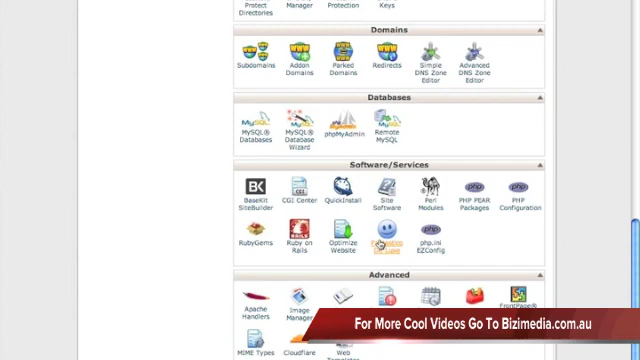 Protect
Directories
Manager
Protection
Keys
Domains
Subdomains
Addon
Domains
Parked
Domains
Redirects
Simple
DNS Zone
Editor
Advanced
DNS Zone
Editor
Databases
MySQL®
Databases
MySQL®
Database
Wizard
phpMyAdmin
Remote
MySQL
Software/Services
BaseKit
SiteBuilder
CGI Center
QuickInstall
Site
Software
Perl
Modules
PHP PEAR
Packages
PHP
Configuration
RubyGems
Ruby on
Rails
Optimize
Website
De Luxe
php.ini
EZConfig
Advanced
Apache
Handlers
Image
Manager
FrontPage®
MIME Types
Cloudflare
Web
For More Cool Videos Go To Bizimedia.com.au